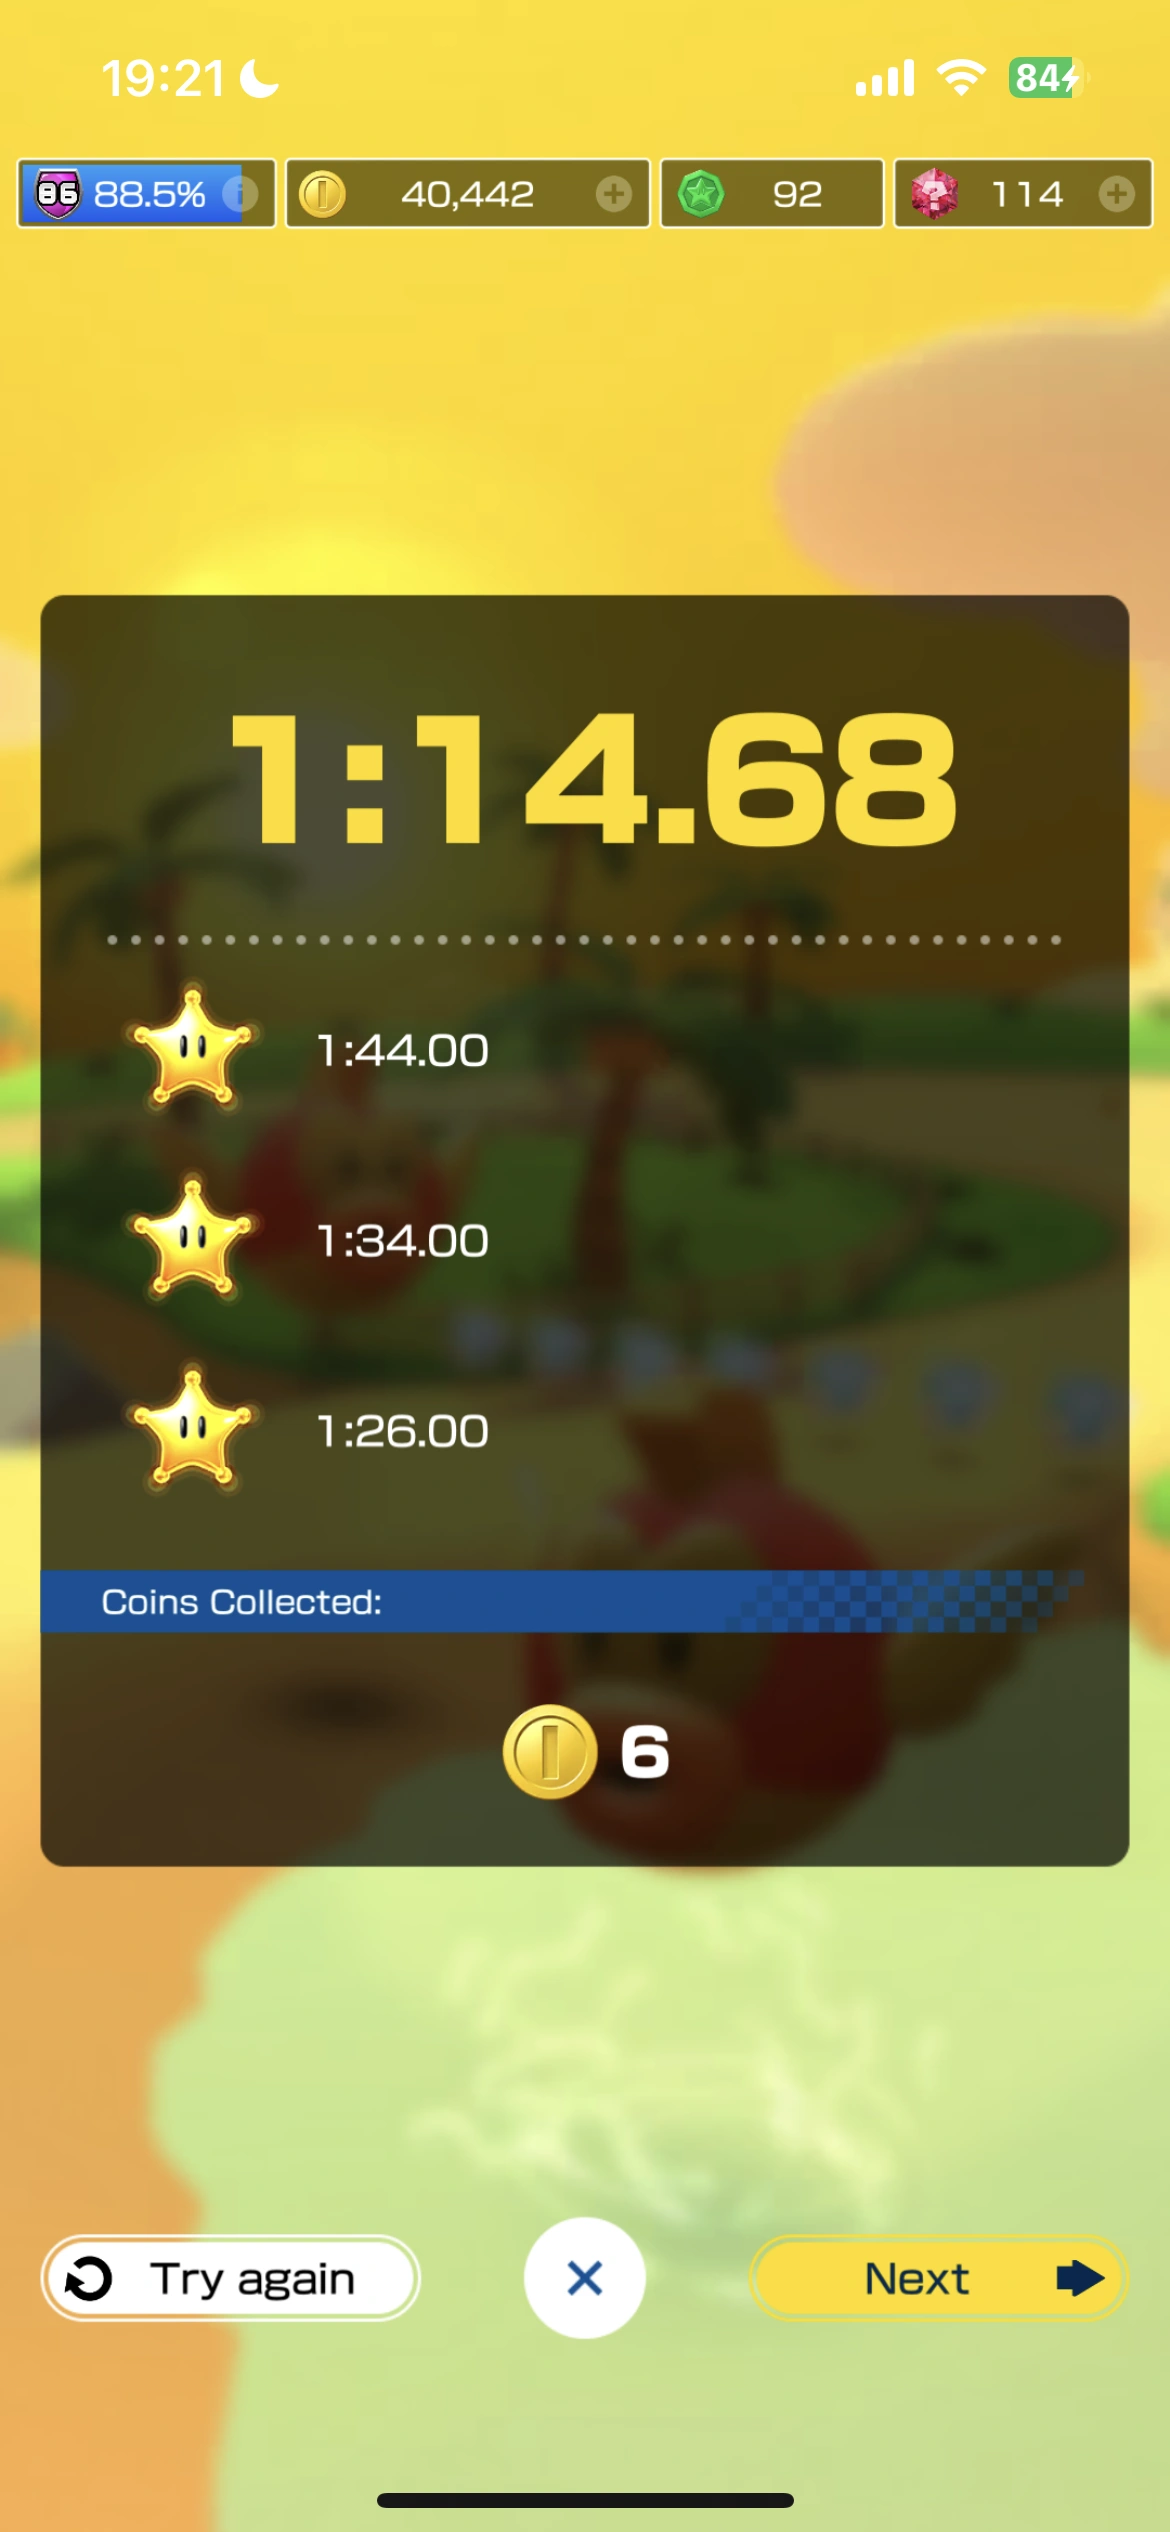 19:21
84
86 88.5% i 40,442 + 92 ? 114 +
1:14.68
1:44.00
1:34.00
1:26.00
Coins Collected:
6
Try again
×
Next